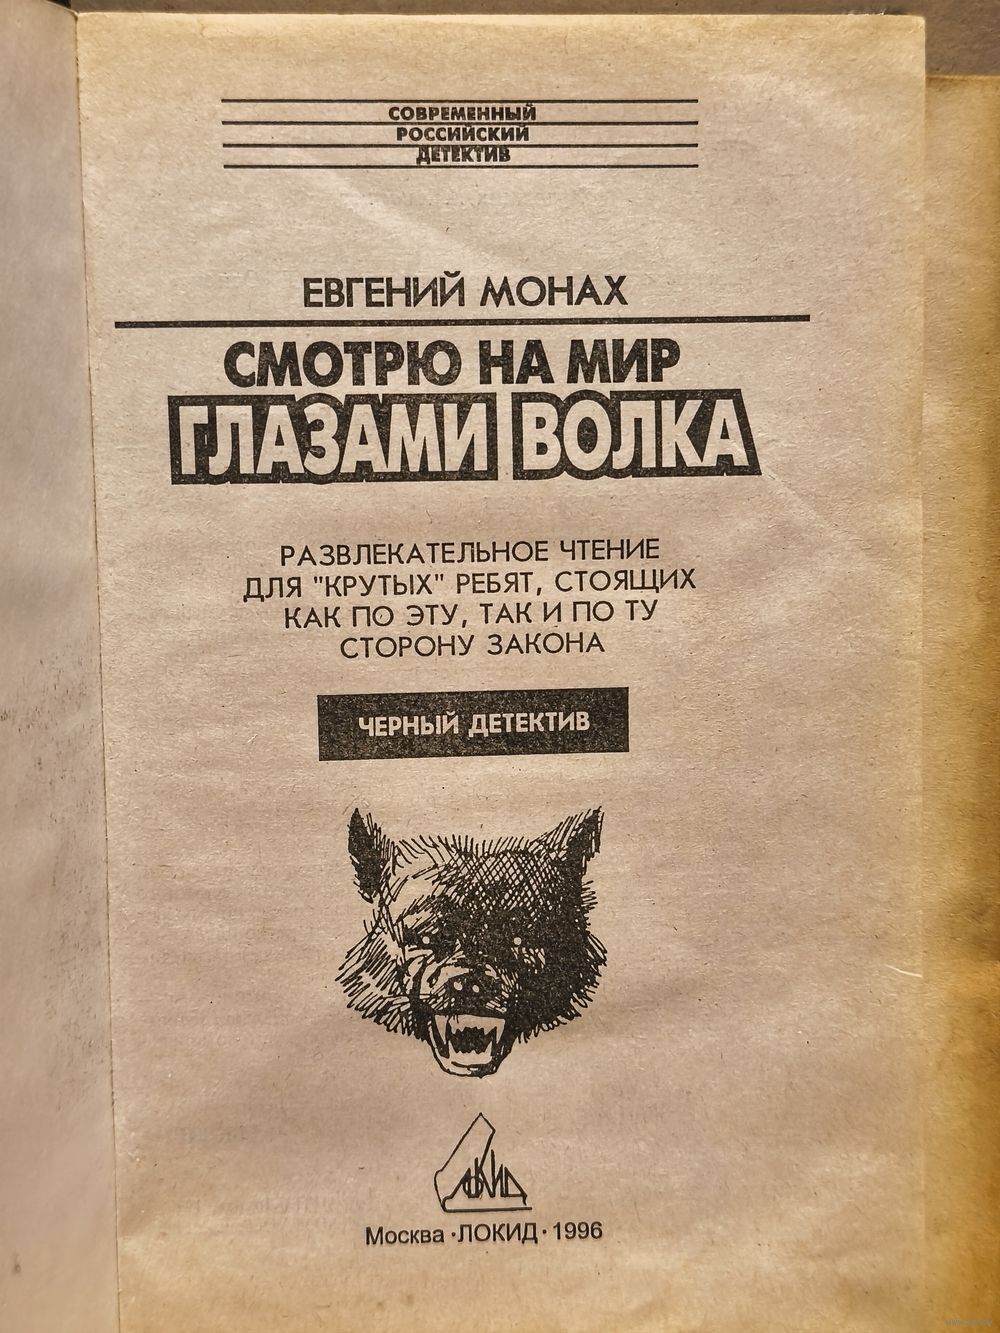 СОВРЕМЕННЫЙ
РОССИЙСКИЙ
ДЕТЕКТИВ
ЕВГЕНИЙ МОНАХ
СМОТРЮ НА МИР
ГЛАЗАМИ ВОЛКА
РАЗВЛЕКАТЕЛЬНОЕ ЧТЕНИЕ
ДЛЯ "КРУТЫХ" РЕБЯТ, СТОЯЩИХ
КАК ПО ЭТУ, ТАК И ПО ТУ
СТОРОНУ ЗАКОНА
ЧЕРНЫЙ ДЕТЕКТИВ
ЛОКИД
Москва · ЛОКИД · 1996